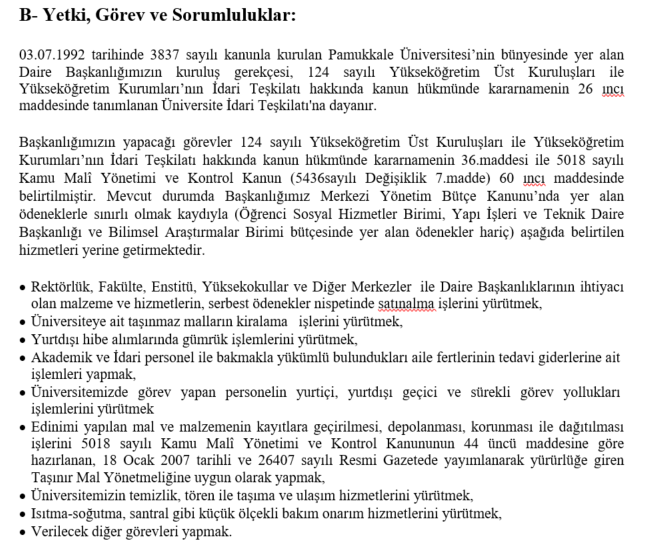 B- Yetki, Görev ve Sorumluluklar:
03.07.1992 tarihinde 3837 sayılı kanunla kurulan Pamukkale Üniversitesi’nin bünyesinde yer alan
Daire Başkanlığımızın kuruluş gerekçesi, 124 sayılı Yükseköğretim Üst Kuruluşları ile
Yükseköğretim Kurumları’nın İdari Teşkilatı hakkında kanun hükmünde kararnamenin 26 ıncı
maddesinde tanımlanan Üniversite İdari Teşkilatı'na dayanır.
Başkanlığımızın yapacağı görevler 124 sayılı Yükseköğretim Üst Kuruluşları ile Yükseköğretim
Kurumları’nın İdari Teşkilatı hakkında kanun hükmünde kararnamenin 36.maddesi ile 5018 sayılı
Kamu Malî Yönetimi ve Kontrol Kanun (5436sayılı Değişiklik 7.madde) 60 ıncı maddesinde
belirtilmiştir. Mevcut durumda Başkanlığımız Merkezi Yönetim Bütçe Kanunu’nda yer alan
ödeneklerle sınırlı olmak kaydıyla (Öğrenci Sosyal Hizmetler Birimi, Yapı İşleri ve Teknik Daire
Başkanlığı ve Bilimsel Araştırmalar Birimi bütçesinde yer alan ödenekler hariç) aşağıda belirtilen
hizmetleri yerine getirmektedir.
• Rektörlük, Fakülte, Enstitü, Yüksekokullar ve Diğer Merkezler ile Daire Başkanlıklarının ihtiyacı
olan malzeme ve hizmetlerin, serbest ödenekler nispetinde satınalma işlerini yürütmek,
• Üniversiteye ait taşınmaz malların kiralama işlerini yürütmek,
• Yurtdışı hibe alımlarında gümrük işlemlerini yürütmek,
• Akademik ve İdari personel ile bakmakla yükümlü bulundukları aile fertlerinin tedavi giderlerine ait
işlemleri yapmak,
• Üniversitemizde görev yapan personelin yurtiçi, yurtdışı geçici ve sürekli görev yollukları
işlemlerini yürütmek
• Edinimi yapılan mal ve malzemenin kayıtlara geçirilmesi, depolanması, korunması ile dağıtılması
işlerini 5018 sayılı Kamu Malî Yönetimi ve Kontrol Kanununun 44 üncü maddesine göre
hazırlanan, 18 Ocak 2007 tarihli ve 26407 sayılı Resmi Gazetede yayımlanarak yürürlüğe giren
Taşınır Mal Yönetmeliğine uygun olarak yapmak,
• Üniversitemizin temizlik, tören ile taşıma ve ulaşım hizmetlerini yürütmek,
• Isıtma-soğutma, santral gibi küçük ölçekli bakım onarım hizmetlerini yürütmek,
• Verilecek diğer görevleri yapmak.